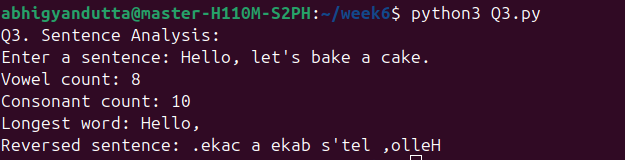 abhigyandutta@master-H110M-S2PH:~/week6$ python3 Q3.py
Q3. Sentence Analysis:
Enter a sentence: Hello, let's bake a cake.
Vowel count: 8
Consonant count: 10
Longest word: Hello,
Reversed sentence: .ekac a ekab s'tel ,olleH